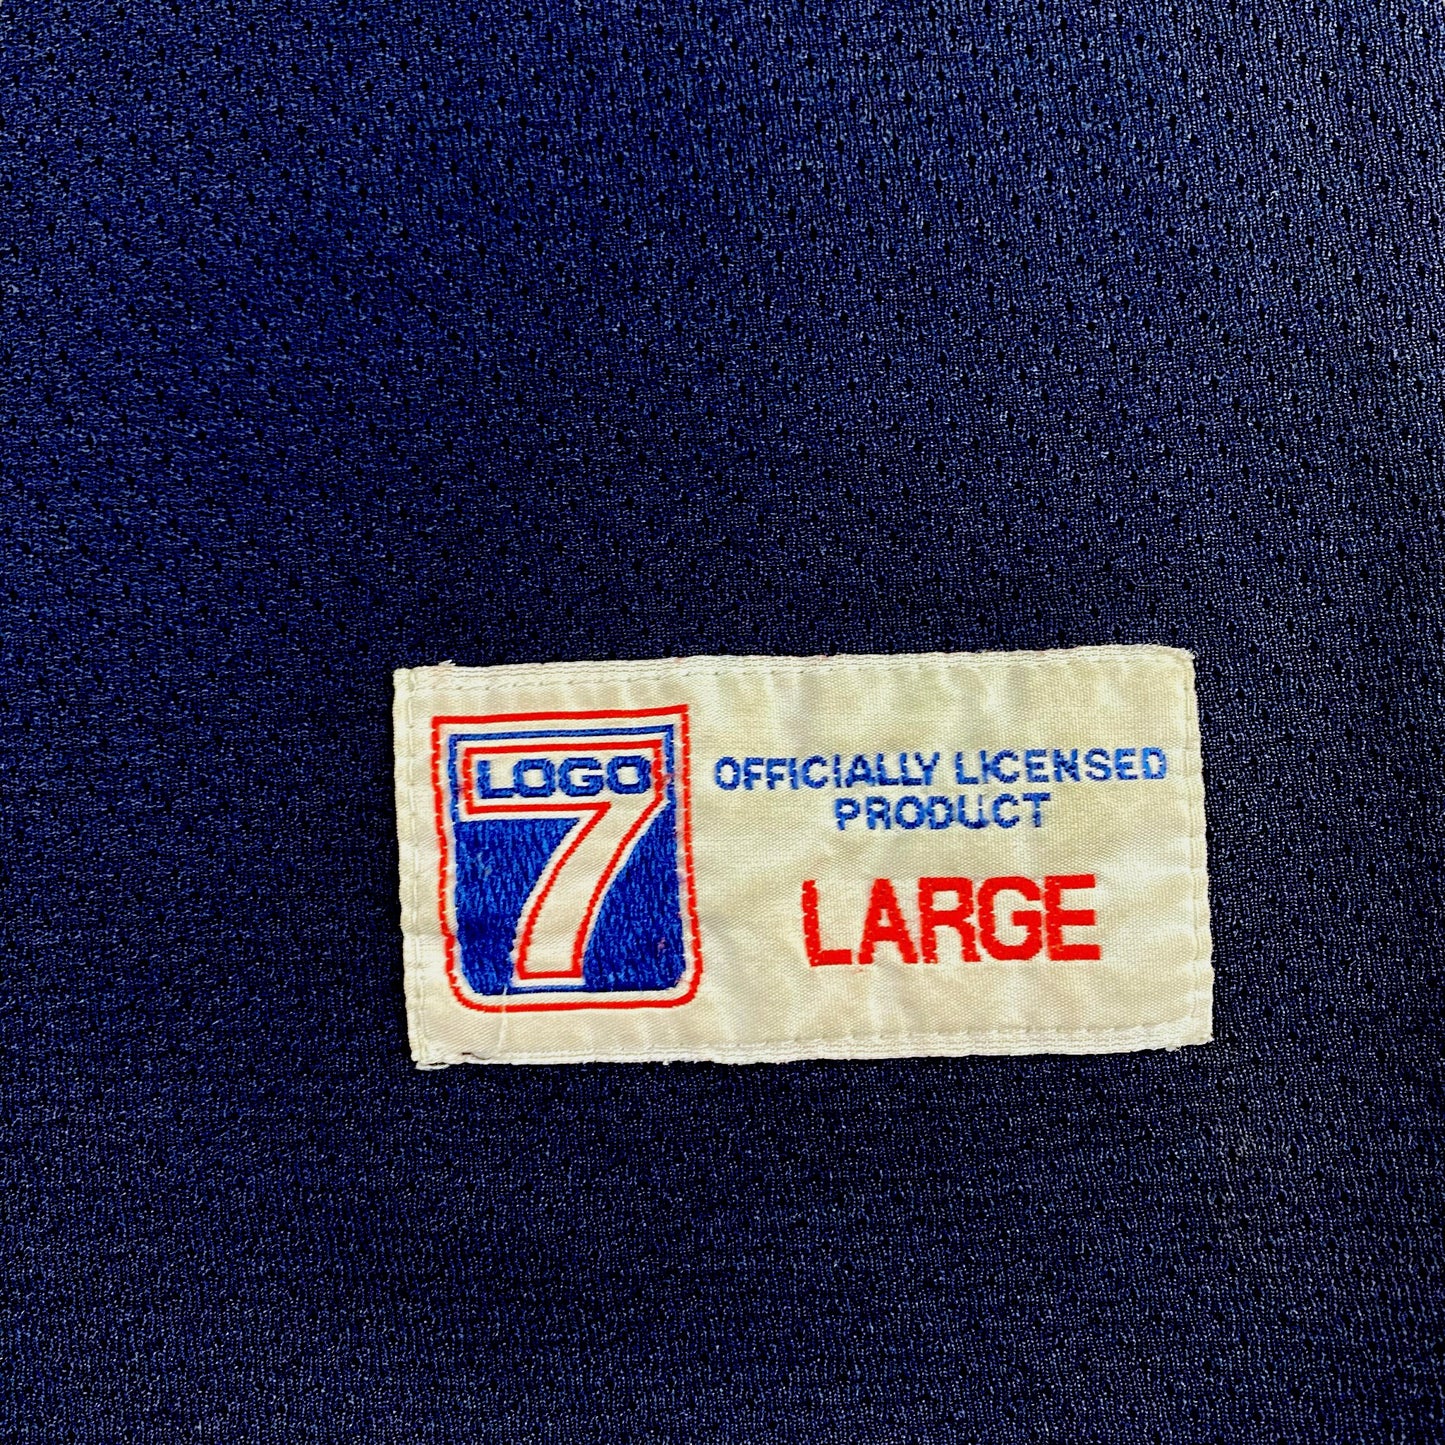 LOGO
7
OFFICIALLY LICENSED
PRODUCT
LARGE